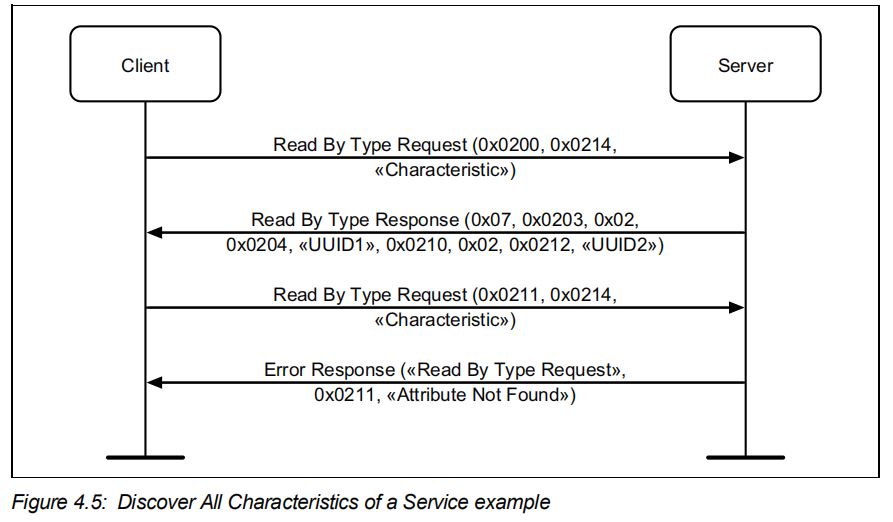 Client
Server
Read By Type Request (0x0200, 0x0214,
«Characteristic»)
Read By Type Response (0x07, 0x0203, 0x02,
0x0204, «UUID1», 0x0210, 0x02, 0x0212, «UUID2»)
Read By Type Request (0x0211, 0x0214,
«Characteristic»)
Error Response («Read By Type Request»,
0x0211, «Attribute Not Found»)
Figure 4.5: Discover All Characteristics of a Service example